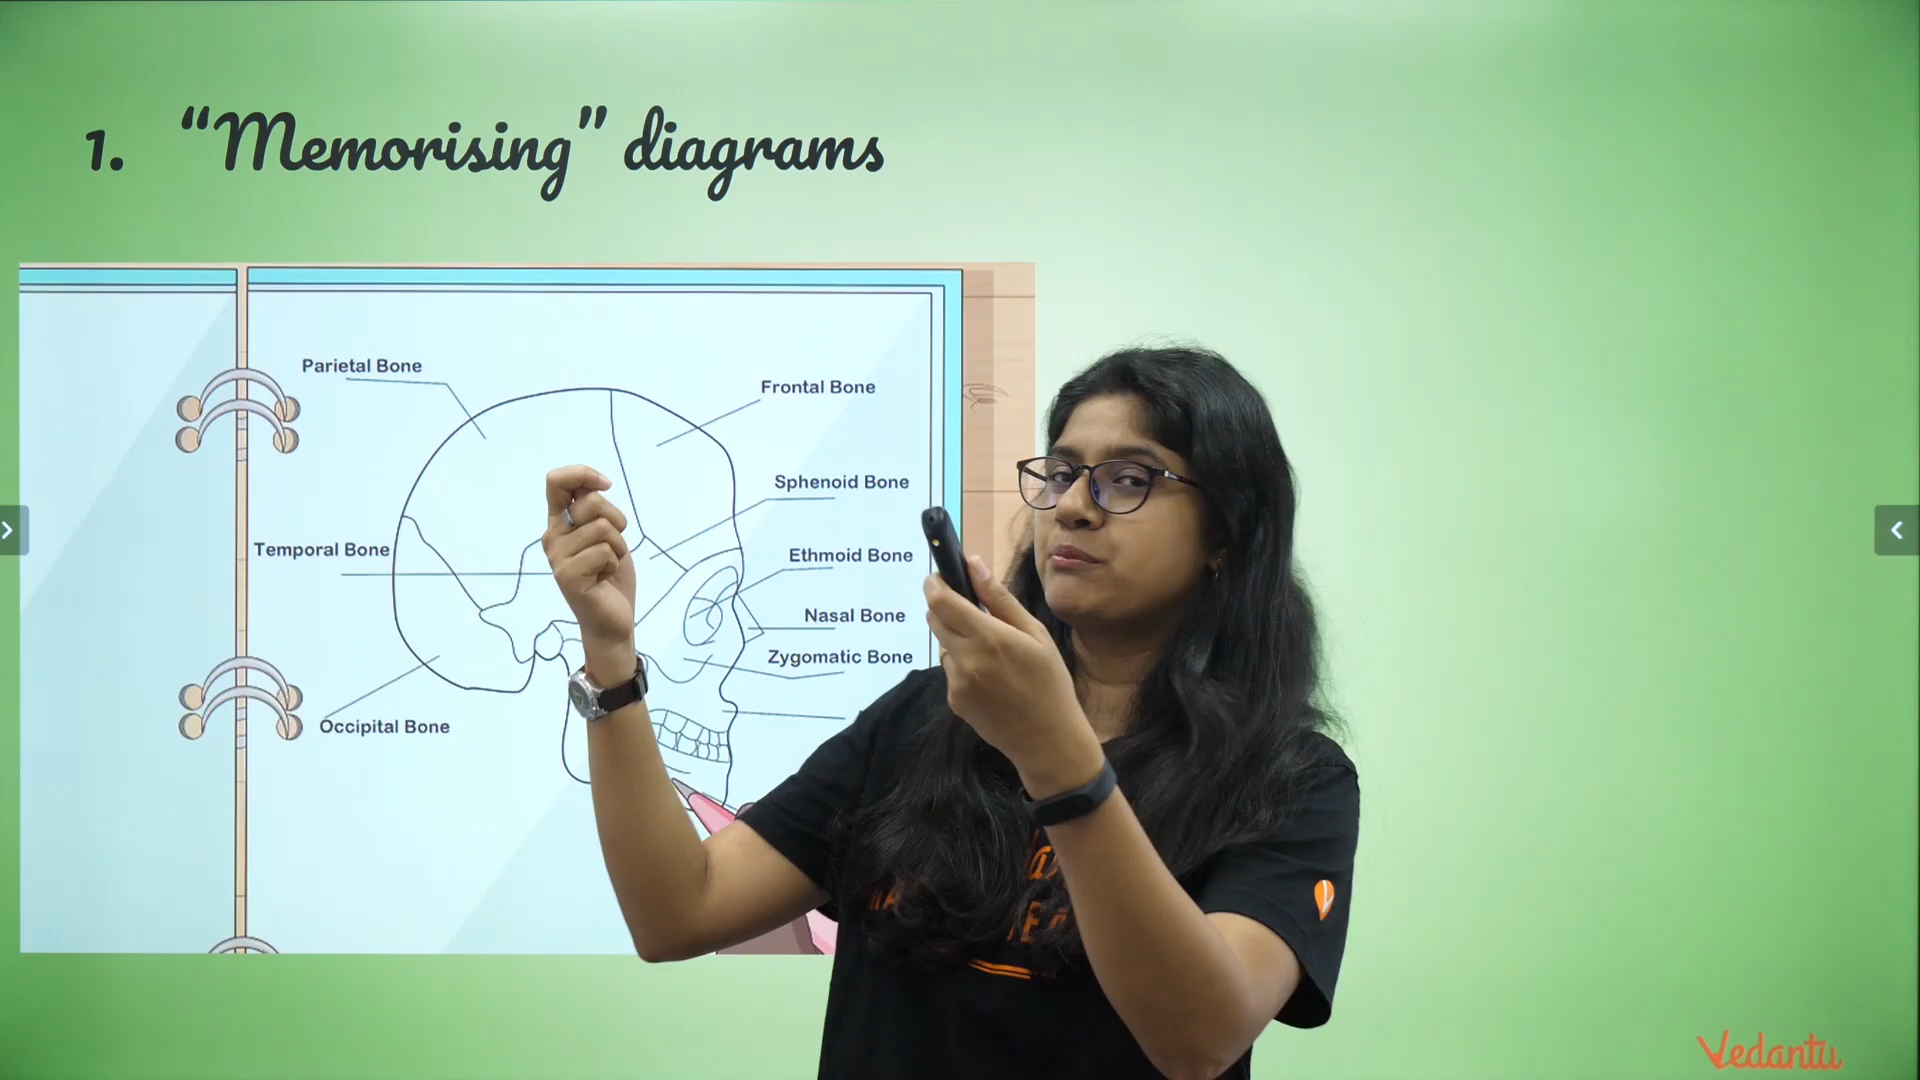 1. “Memorising” diagrams
Parietal Bone
Frontal Bone
Sphenoid Bone
Temporal Bone
Ethmoid Bone
Nasal Bone
Zygomatic Bone
Occipital Bone
Vedantu